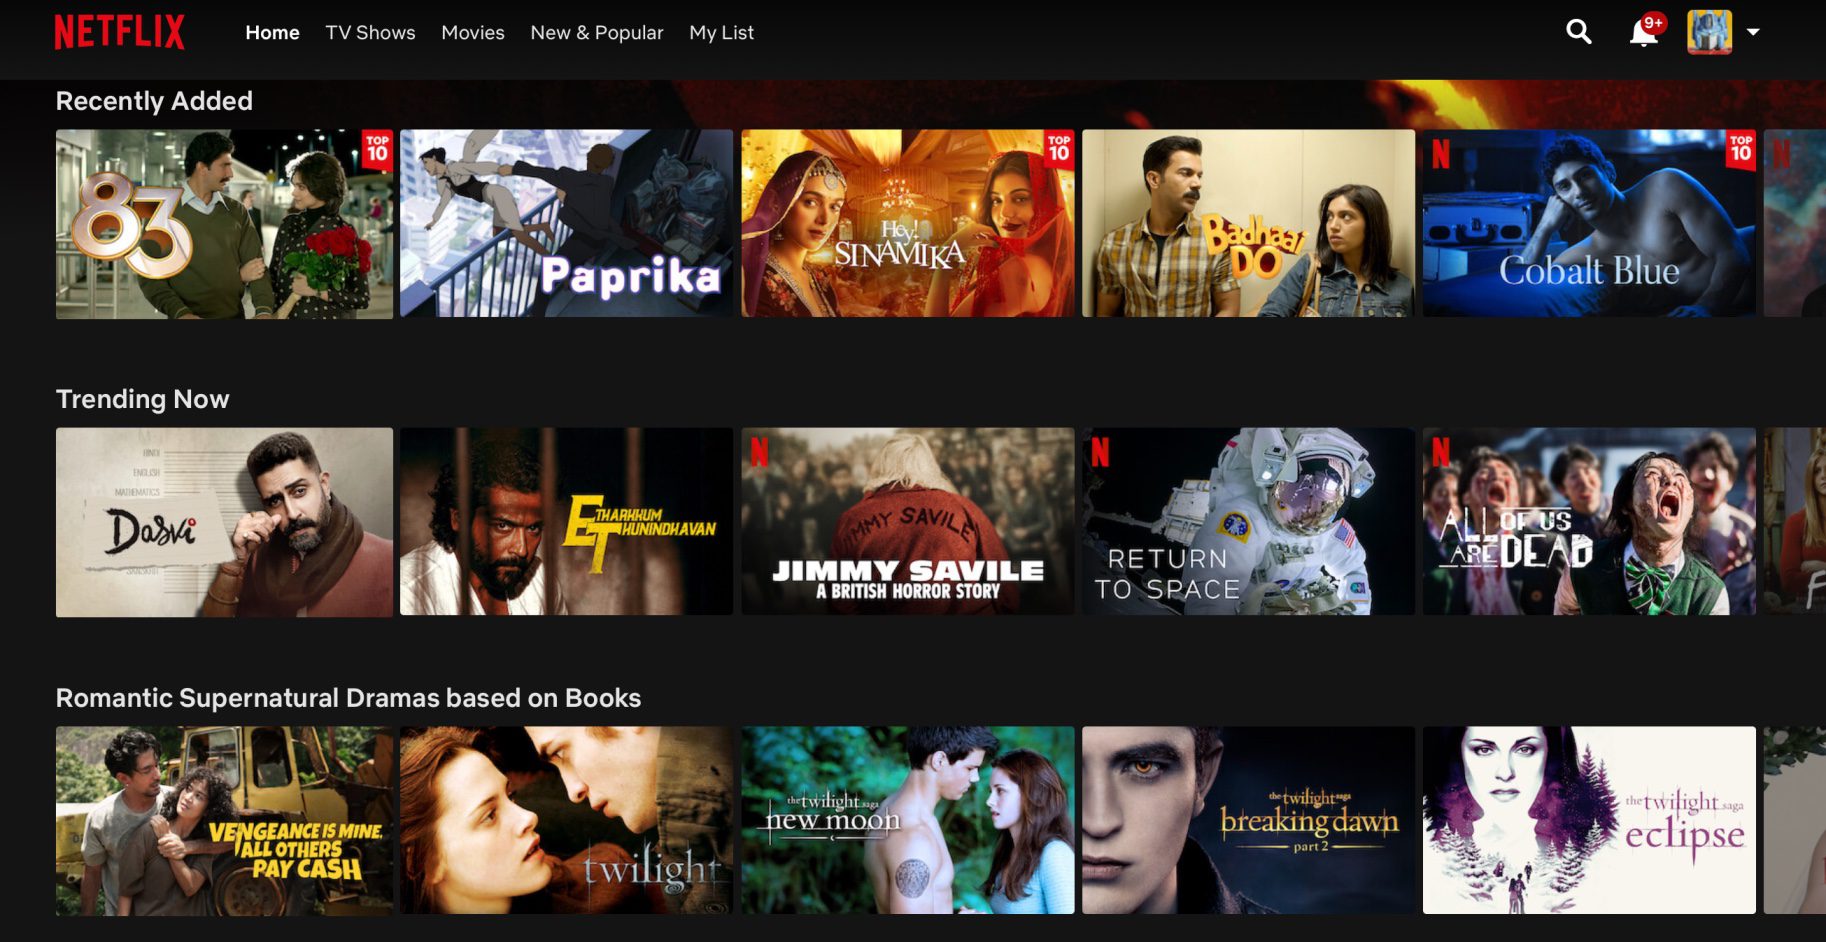 NETFLIX
Home
TV Shows
Movies
New & Popular
My List
9+
Recently Added
83
TOP
10
Paprika
Hey!
SINAMIKA
TOP
10
Badhaai
DO
N
Cobalt Blue
TOP
10
N
Trending Now
HINDI
ENGLISH
MATHEMATICS
Dasvi
SANSKRIT
ETHARKKUM
THUNINDHAVAN
N
JIMMY SAVILE
JIMMY SAVILE
A BRITISH HORROR STORY
N
RETURN
TO SPACE
N
ALL OF US
ARE DEAD
Romantic Supernatural Dramas based on Books
VENGEANCE IS MINE,
ALL OTHERS
PAY CASH
twilight
the twilight saga
new moon
the twilight saga
breaking dawn
part 2
the twilight saga
eclipse